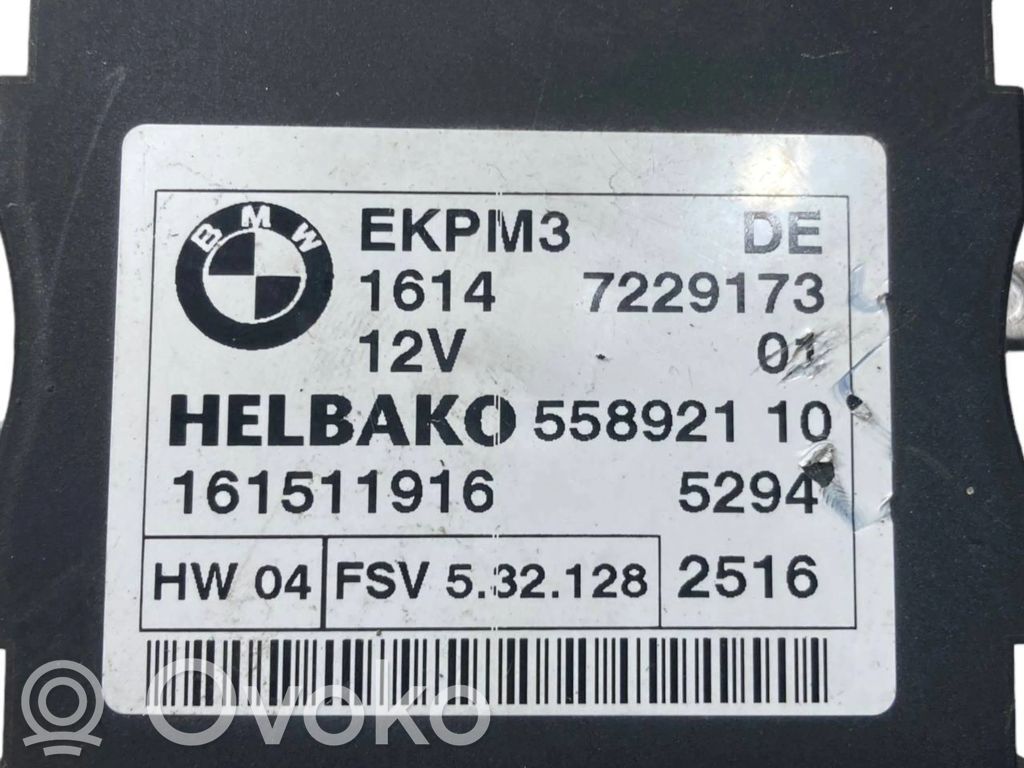 BMW
EKPM3 DE
1614 7229173
12V 01
HELBAKO 558921 10
161511916 5294
HW 04 FSV 5.32.128 2516
Ovoko